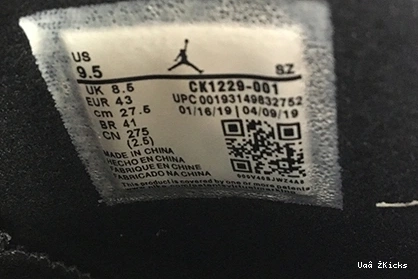 US
9.5 SZ
UK 8.5 CK1229-001
EUR 43 UPC 00193149832752
cm 27.5 01/16/19 | 04/09/19
BR 41
CN 275
(2.5)
MADE IN CHINA
HECHO EN CHINA
FABRIQUE EN CHINE
FABRICADO NA CHINA
This product is covered by one or more patents
Uaâ ŽKicks